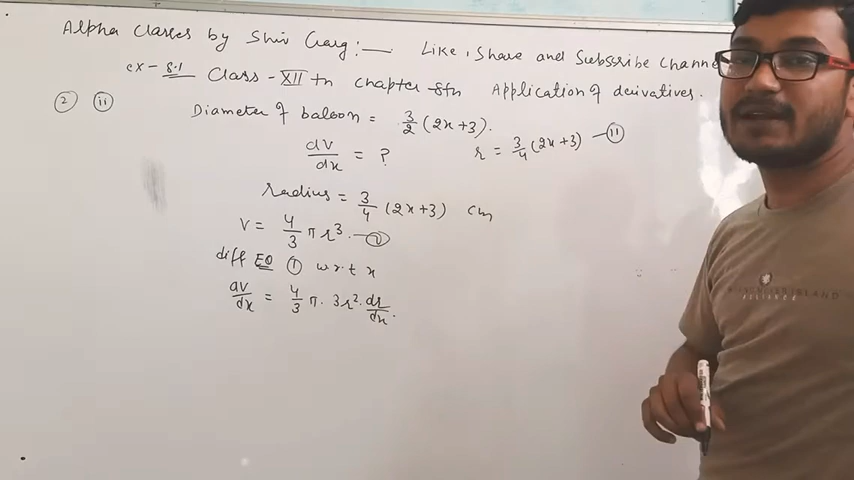 Alpha Classes by Shiv Garg :— Like, Share and Subscribe Channel
ex - 8.1 Class - XII th chapter 8th Application of derivatives.
(2) (ii) Diameter of baloon = 3/2 (2x+3).
dv/dx = ? r = 3/4 (2x+3) —(ii)
radius = 3/4 (2x+3) cm
V = 4/3 π r³. —(i)
diff EQ (i) w.r.t x
dv/dx = 4/3 π. 3r². dr/dx.